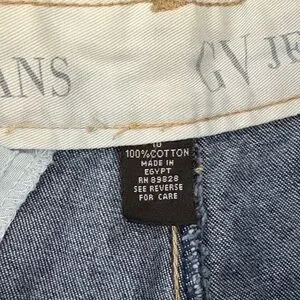 ANS GV JE
10
100%COTTON
MADE IN
EGYPT
RN 89828
SEE REVERSE
FOR CARE